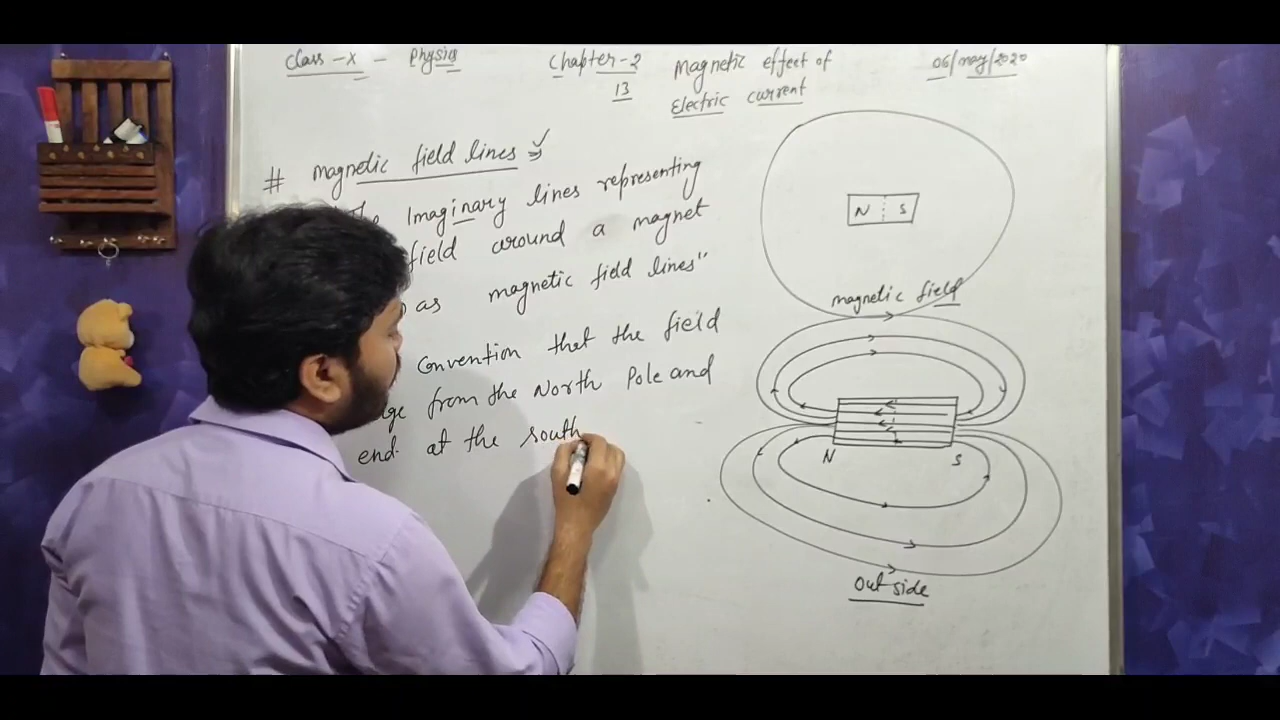 Class -X - Physics Chapter-2 Magnetic effect of 06/may/2020
13 Electric current
# magnetic field lines
Imaginary lines representing
field around a magnet
as magnetic field lines"
Convention that the field
from the North Pole and
end at the south
N S
magnetic field
N S
Out side